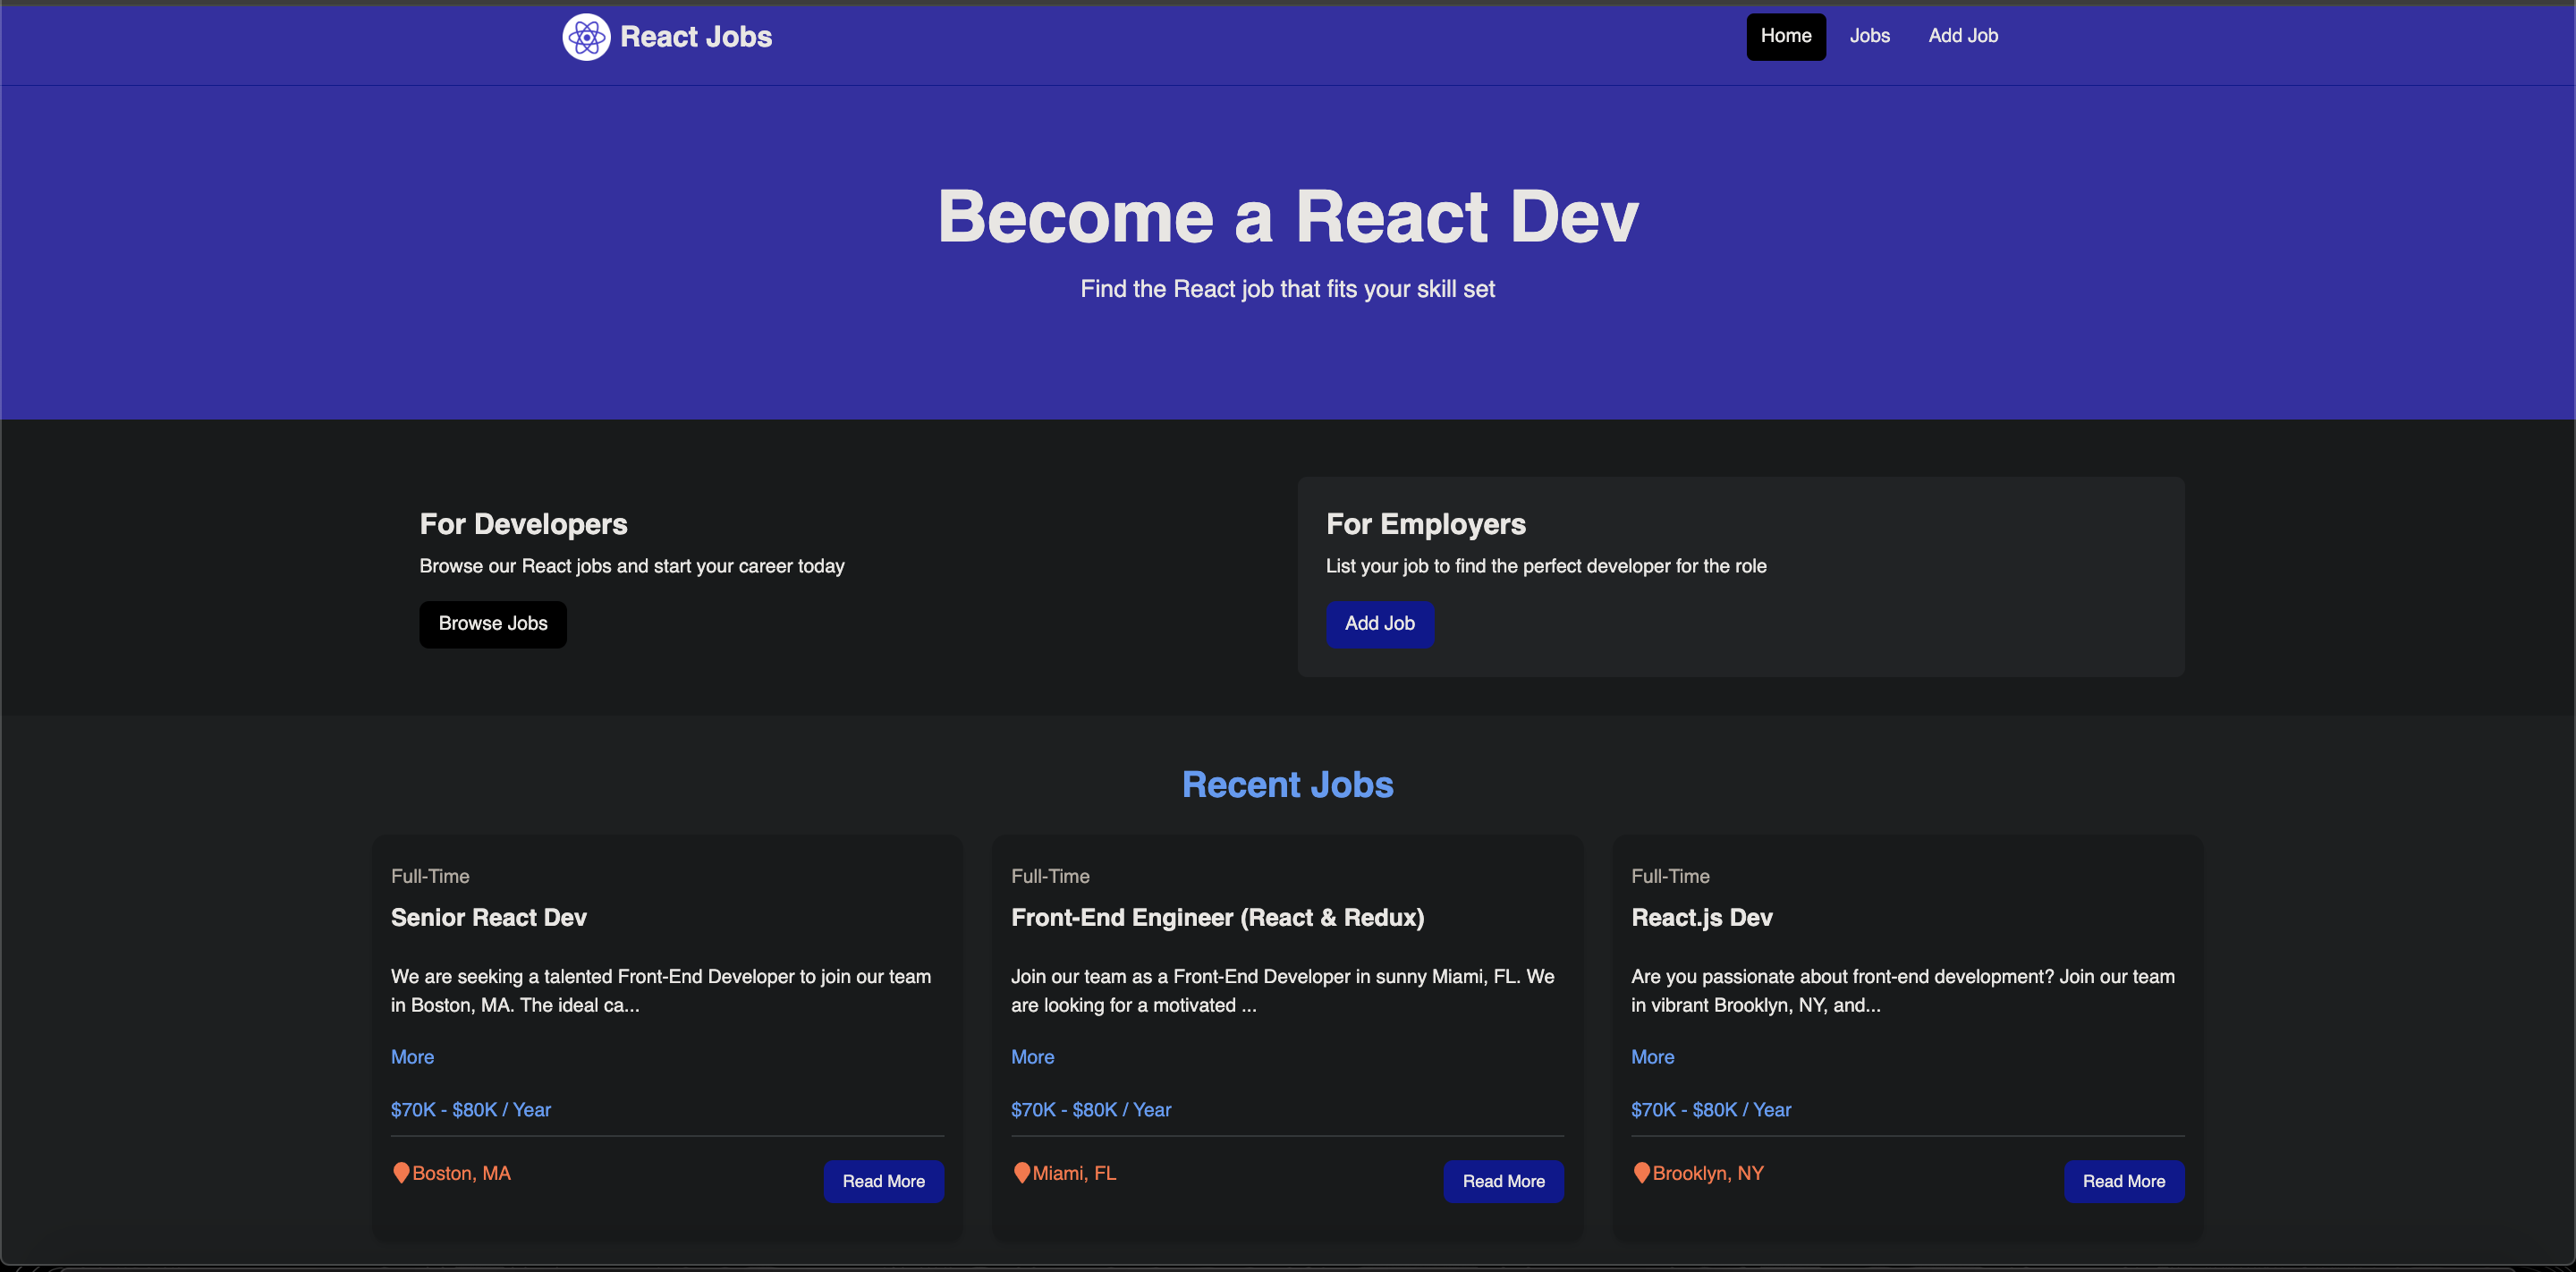 React Jobs
Home
Jobs
Add Job
Become a React Dev
Find the React job that fits your skill set
For Developers
Browse our React jobs and start your career today
Browse Jobs
For Employers
List your job to find the perfect developer for the role
Add Job
Recent Jobs
Full-Time
Senior React Dev
We are seeking a talented Front-End Developer to join our team
in Boston, MA. The ideal ca...
More
$70K - $80K / Year
Boston, MA
Read More
Full-Time
Front-End Engineer (React & Redux)
Join our team as a Front-End Developer in sunny Miami, FL. We
are looking for a motivated ...
More
$70K - $80K / Year
Miami, FL
Read More
Full-Time
React.js Dev
Are you passionate about front-end development? Join our team
in vibrant Brooklyn, NY, and...
More
$70K - $80K / Year
Brooklyn, NY
Read More